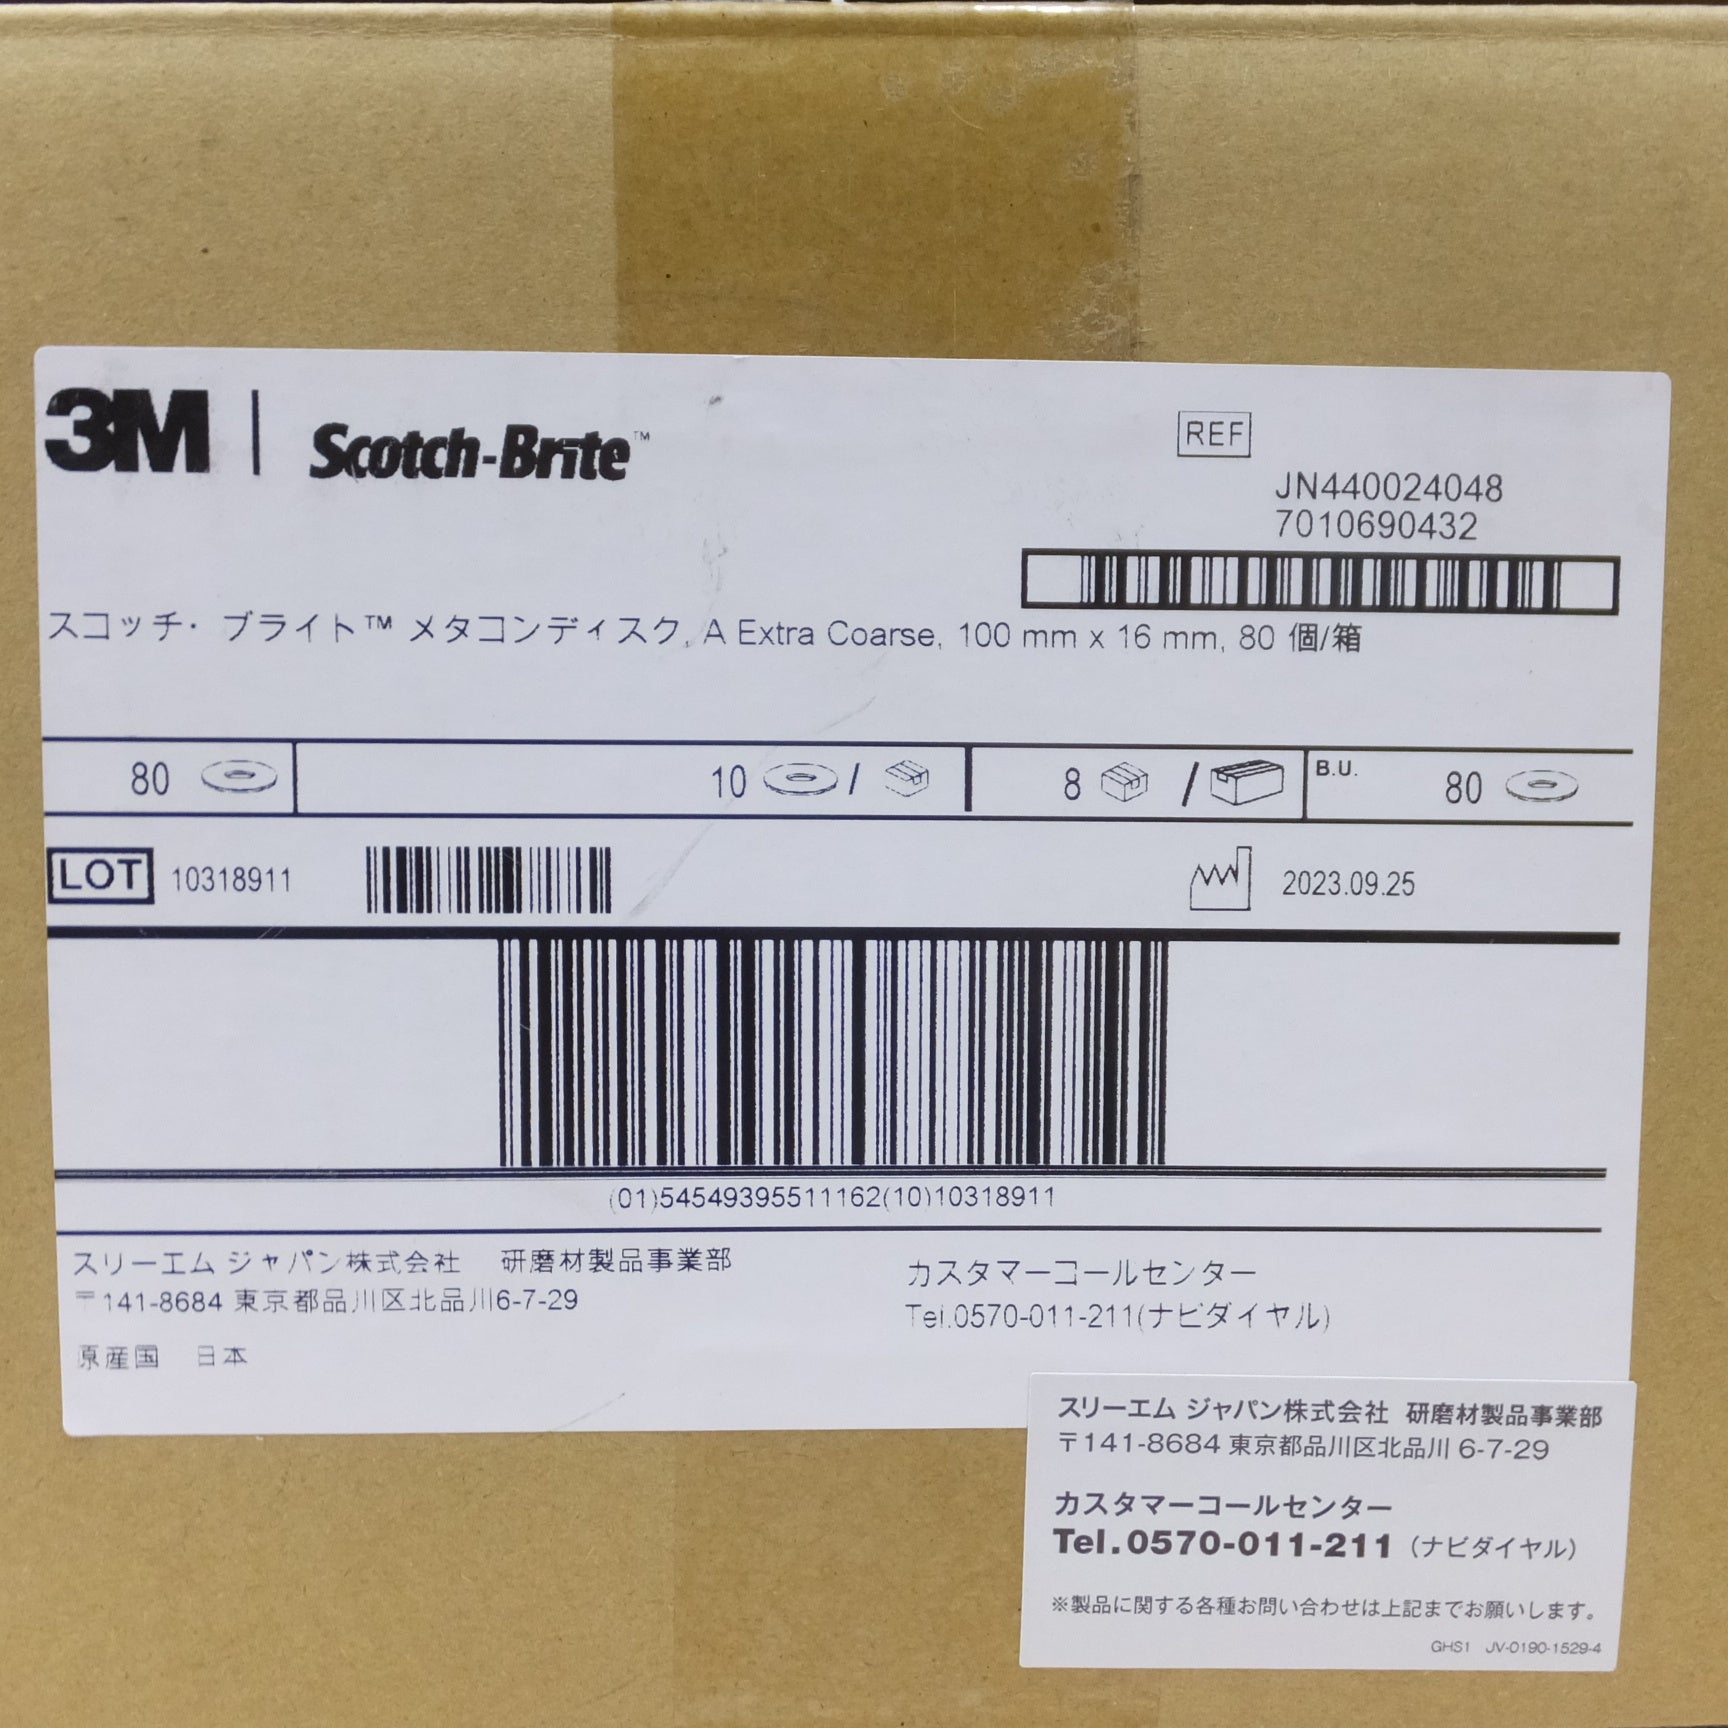 3M | Scotch-Brite™
REF
JN440024048
7010690432
スコッチ・ブライト™ メタコンディスク, A Extra Coarse, 100 mm x 16 mm, 80 個/箱
80 10 / 8 / B.U. 80
LOT 10318911 2023.09.25
(01)54549395511162(10)10318911
スリーエム ジャパン株式会社 研磨材製品事業部
〒141-8684 東京都品川区北品川6-7-29
原産国 日本
カスタマーコールセンター
Tel.0570-011-211(ナビダイヤル)
スリーエム ジャパン株式会社 研磨材製品事業部
〒141-8684 東京都品川区北品川 6-7-29
カスタマーコールセンター
Tel.0570-011-211 (ナビダイヤル)
※製品に関する各種お問い合わせは上記までお願いします。
GHS1 JV-0190-1529-4